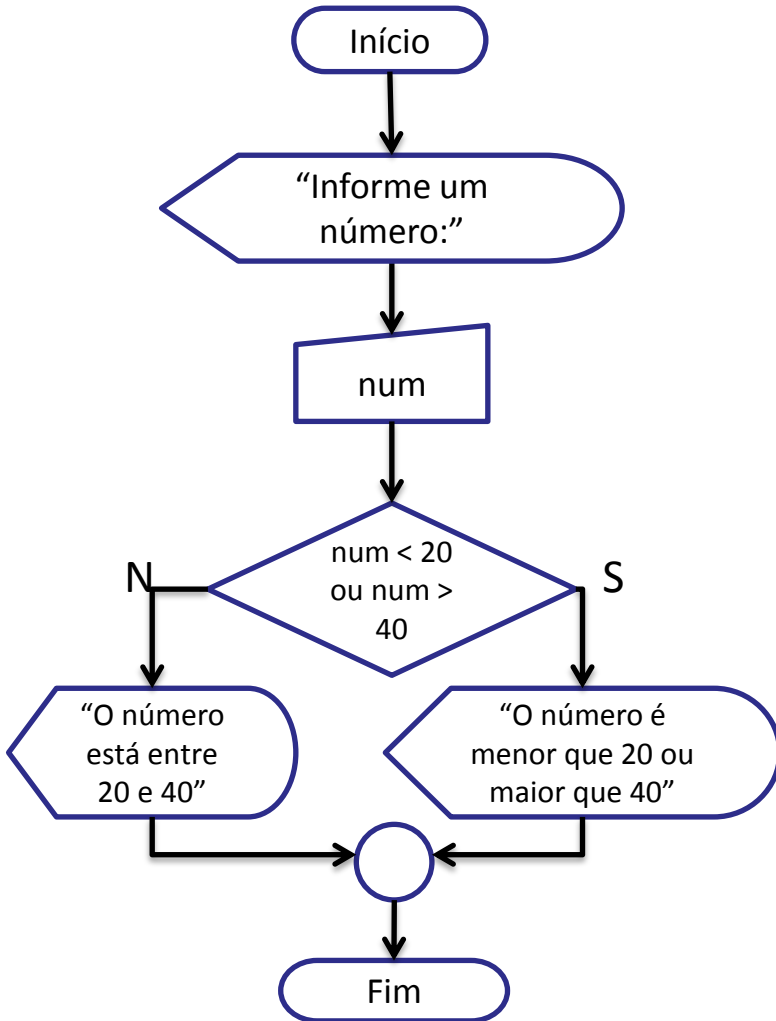 Início
“Informe um
número:”
num
num < 20
ou num >
40
N
S
“O número
está entre
20 e 40”
“O número é
menor que 20 ou
maior que 40”
Fim